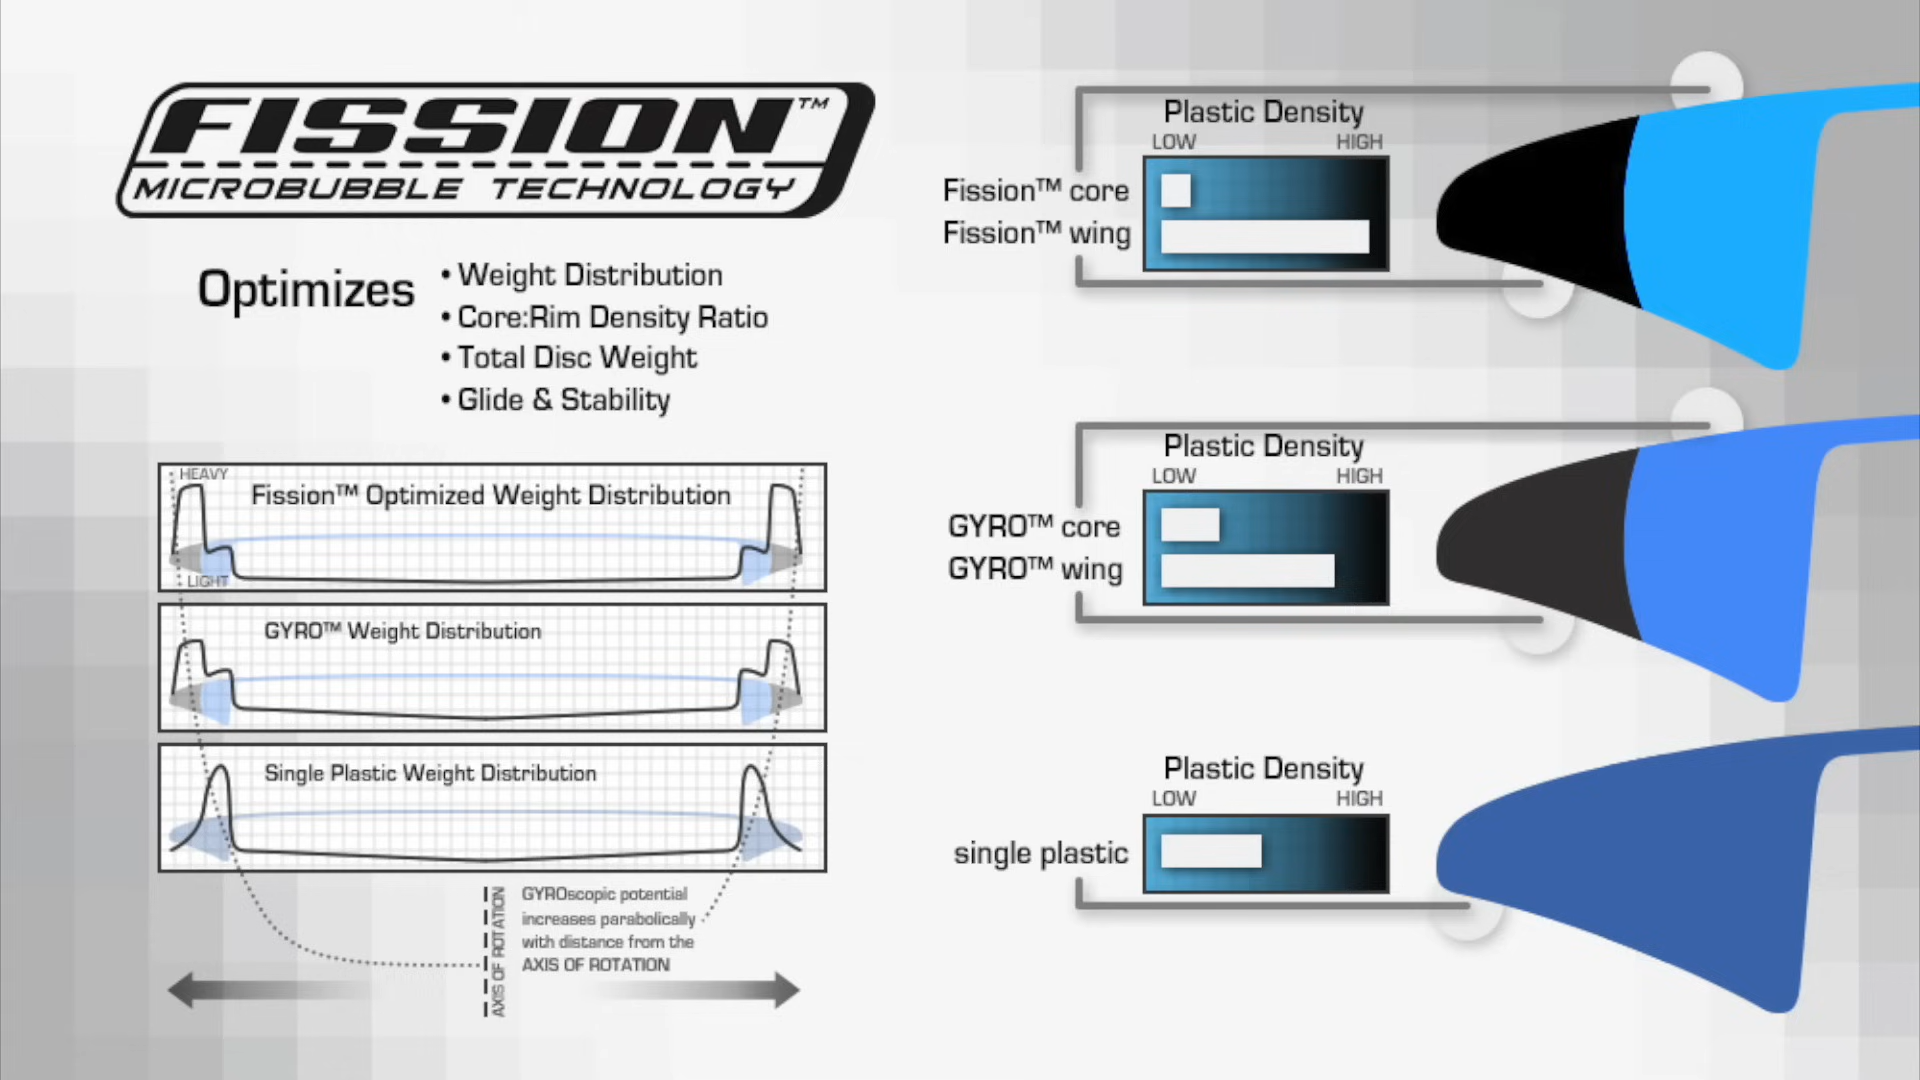 FISSION™
MICROBUBBLE TECHNOLOGY
Optimizes
• Weight Distribution
• Core:Rim Density Ratio
• Total Disc Weight
• Glide & Stability
HEAVY
Fission™ Optimized Weight Distribution
LIGHT
GYRO™ Weight Distribution
Single Plastic Weight Distribution
AXIS OF ROTATION
GYROscopic potential
increases parabolically
with distance from the
AXIS OF ROTATION
Plastic Density
LOW HIGH
Fission™ core
Fission™ wing
Plastic Density
LOW HIGH
GYRO™ core
GYRO™ wing
Plastic Density
LOW HIGH
single plastic